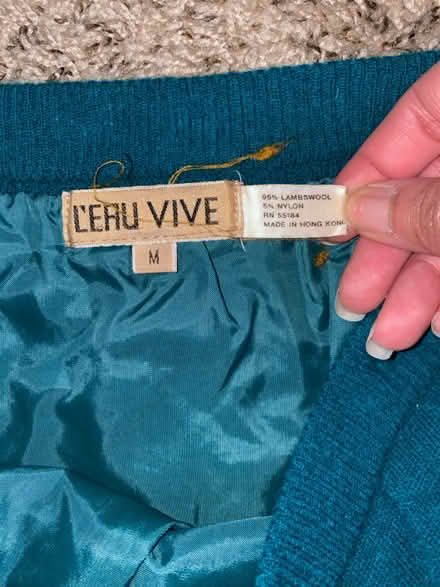 L'EAU VIVE
M
95% LAMBSWOOL
5% NYLON
RN 55184
MADE IN HONG KONG